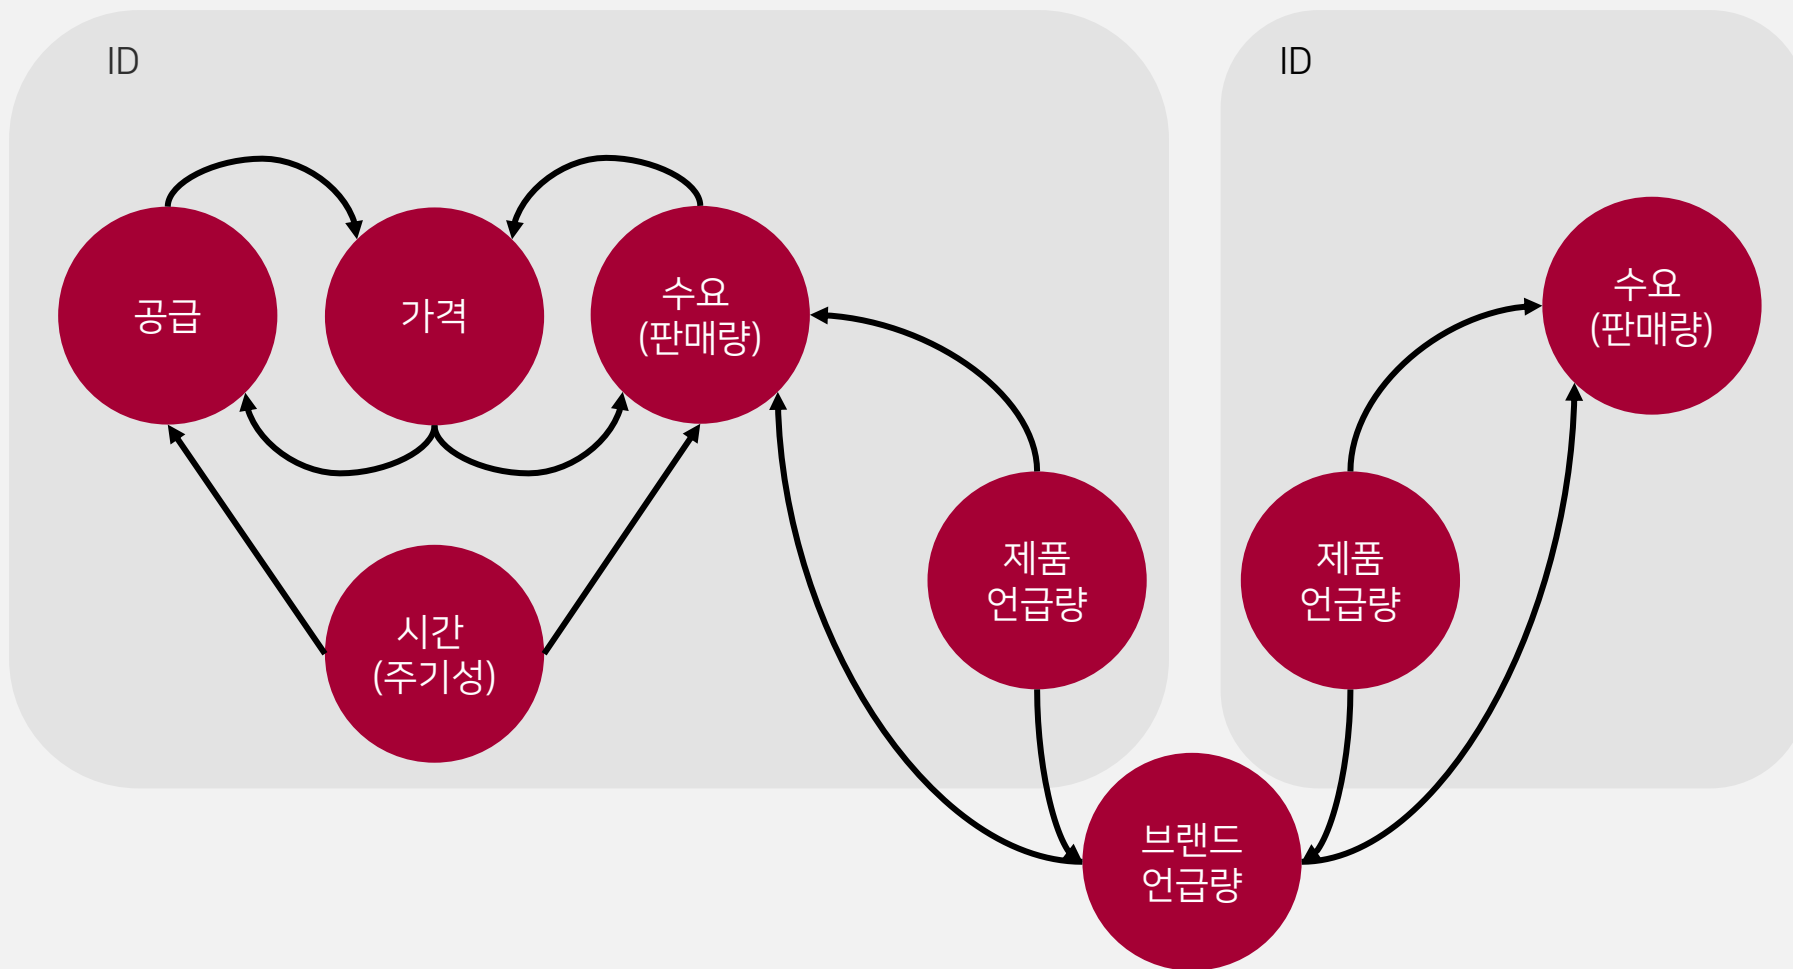 ID
공급
가격
수요
(판매량)
시간
(주기성)
제품
언급량
ID
수요
(판매량)
제품
언급량
브랜드
언급량